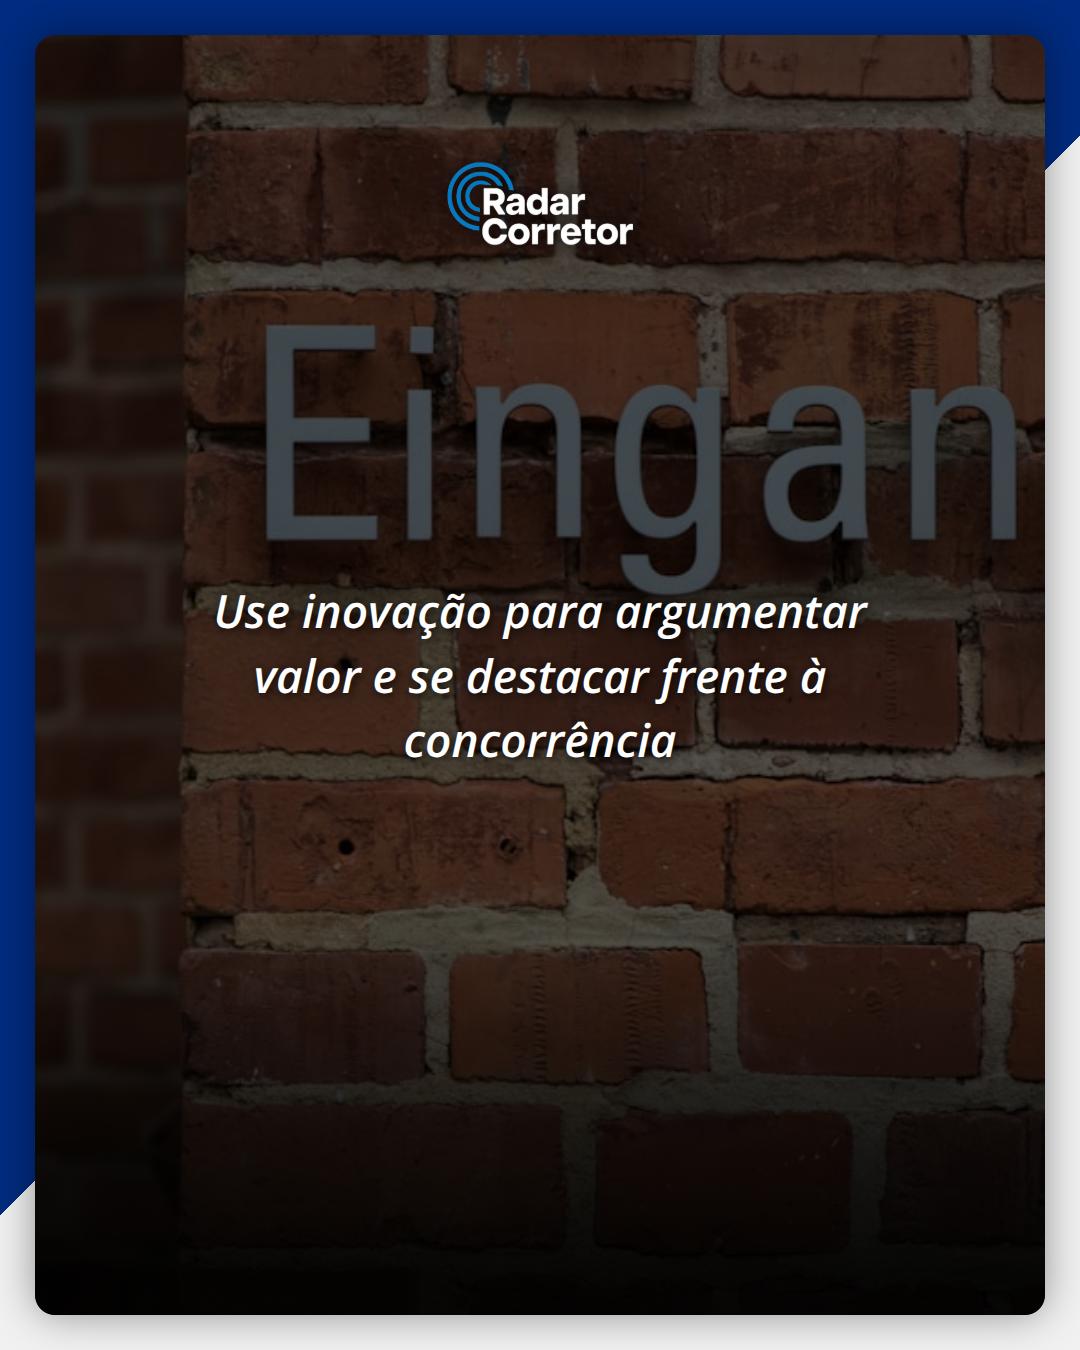 Radar
Corretor
Eingan
Use inovação para argumentar
valor e se destacar frente à
concorrência